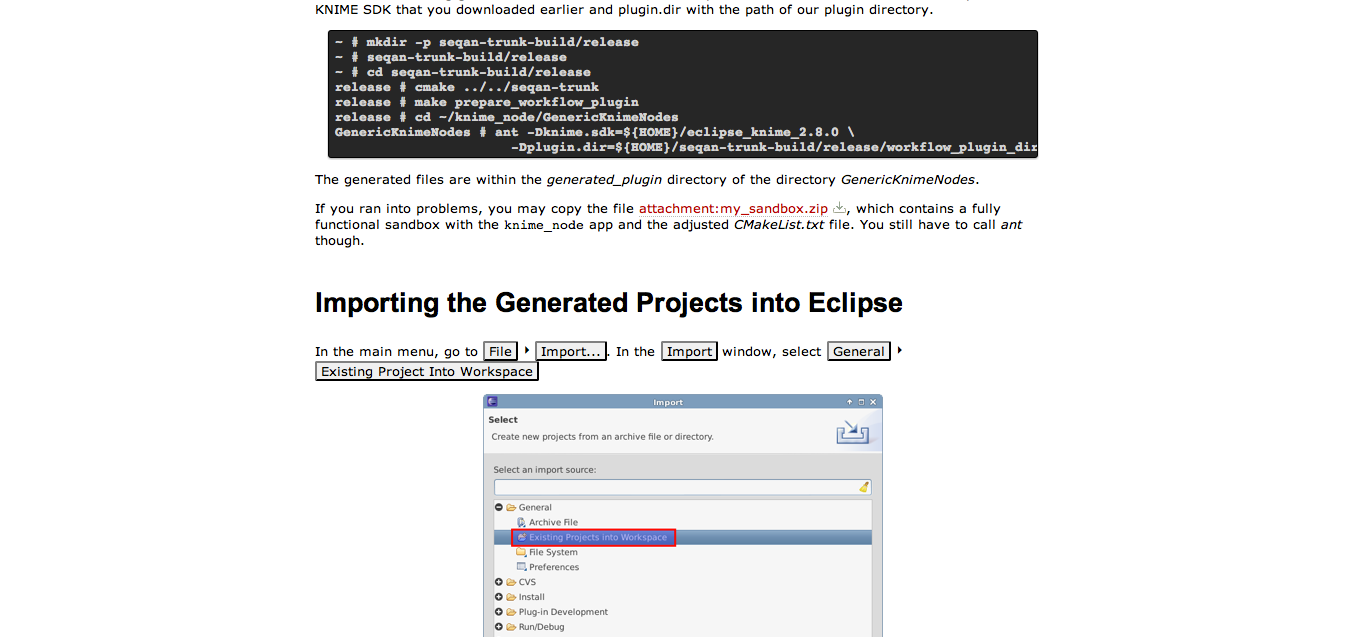 KNIME SDK that you downloaded earlier and plugin.dir with the path of our plugin directory.
~ # mkdir -p seqan-trunk-build/release
~ # seqan-trunk-build/release
~ # cd seqan-trunk-build/release
release # cmake ../../seqan-trunk
release # make prepare_workflow_plugin
release # cd ~/knime_node/GenericKnimeNodes
GenericKnimeNodes # ant -Dknime.sdk=${HOME}/eclipse_knime_2.8.0 \
-Dplugin.dir=${HOME}/seqan-trunk-build/release/workflow_plugin_dir
The generated files are within the generated_plugin directory of the directory GenericKnimeNodes.
If you ran into problems, you may copy the file attachment:my_sandbox.zip, which contains a fully
functional sandbox with the knime_node app and the adjusted CMakeList.txt file. You still have to call ant
though.
Importing the Generated Projects into Eclipse
In the main menu, go to File Import.... In the Import window, select General
Existing Project Into Workspace
Import
Select
Create new projects from an archive file or directory.
Select an import source:
General
Archive File
Existing Projects into Workspace
File System
Preferences
CVS
Install
Plug-in Development
Run/Debug